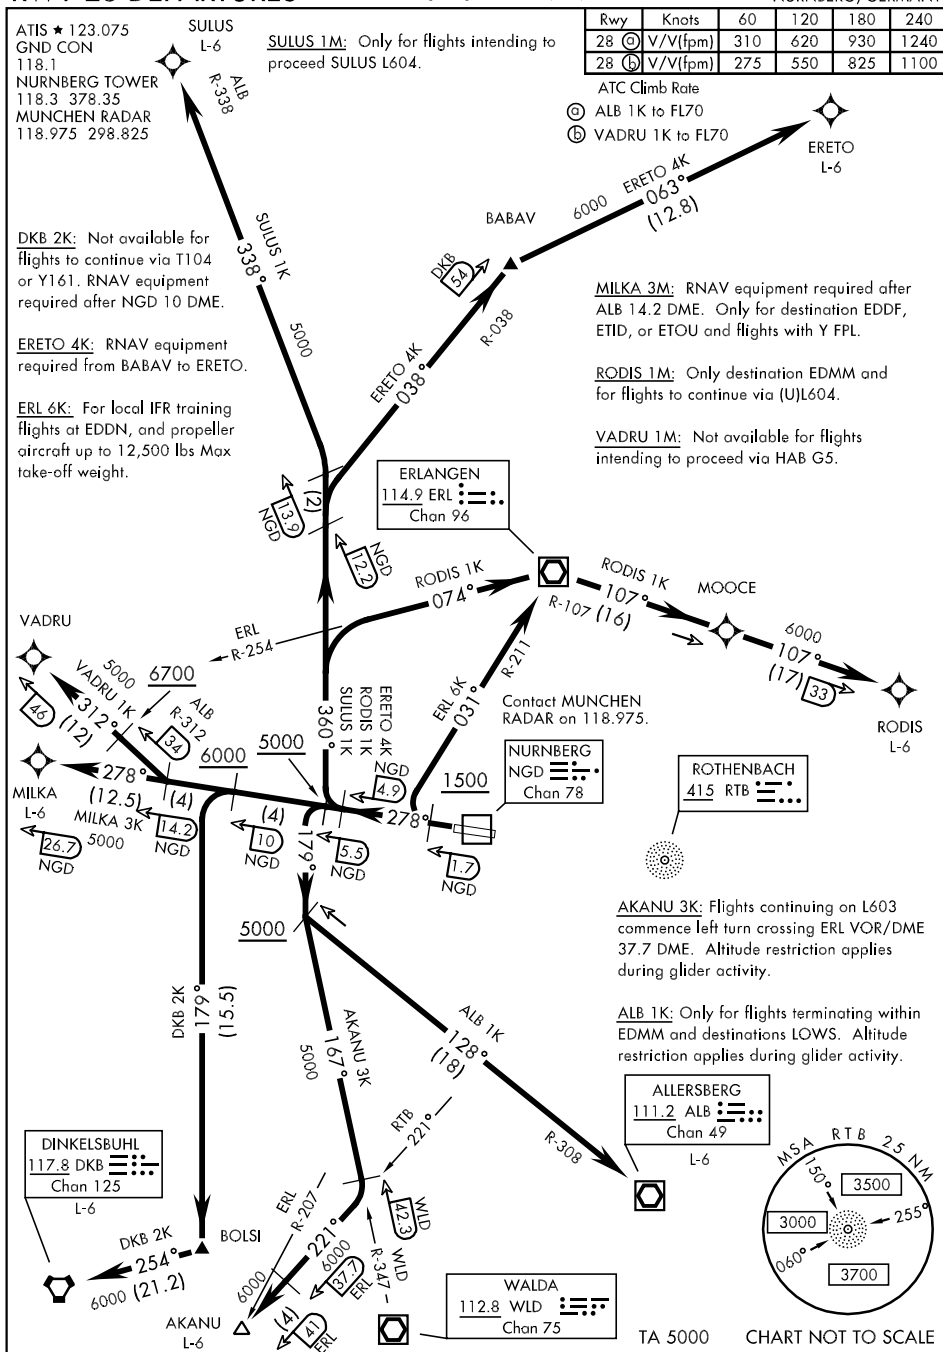 ATIS ★ 123.075
GND CON
118.1
NURNBERG TOWER
118.3 378.35
MUNCHEN RADAR
118.975 298.825
SULUS
L-6
ALB
R-338
SULUS 1M: Only for flights intending to
proceed SULUS L604.
Rwy Knots 60 120 180 240
28 ⓐ V/V(fpm) 310 620 930 1240
28 ⓑ V/V(fpm) 275 550 825 1100
ATC Climb Rate
ⓐ ALB 1K to FL70
ⓑ VADRU 1K to FL70
ERETO
L-6
ERETO 4K
6000 063°
(12.8)
BABAV
DKB
54
R-038
ERETO 4K
038°
SULUS 1K
338°
5000
DKB 2K: Not available for
flights to continue via T104
or Y161. RNAV equipment
required after NGD 10 DME.
ERETO 4K: RNAV equipment
required from BABAV to ERETO.
ERL 6K: For local IFR training
flights at EDDN, and propeller
aircraft up to 12,500 lbs Max
take-off weight.
MILKA 3M: RNAV equipment required after
ALB 14.2 DME. Only for destination EDDF,
ETID, or ETOU and flights with Y FPL.
RODIS 1M: Only destination EDMM and
for flights to continue via (U)L604.
VADRU 1M: Not available for flights
intending to proceed via HAB G5.
ERLANGEN
114.9 ERL
Chan 96
(2)
13.9
NGD
12.2
NGD
RODIS 1K
074°
ERL
R-254
RODIS 1K
107°
R-107 (16)
MOOCE
6000
107°
(17)
33
RODIS
L-6
R-211
ERL 6K
031°
Contact MUNCHEN
RADAR on 118.975.
NURNBERG
NGD
Chan 78
ROTHENBACH
415 RTB
VADRU
5000
VADRU 1K
312°
(12)
46
6700
ALB
R-312
34
6000
5000
360°
SULUS 1K
RODIS 1K
ERETO 4K
NGD
4.9
1500
278°
1.7
NGD
MILKA
L-6
278°
(12.5)
MILKA 3K
5000
26.7
NGD
(4)
14.2
NGD
(4)
10
NGD
5.5
NGD
179°
5000
AKANU 3K: Flights continuing on L603
commence left turn crossing ERL VOR/DME
37.7 DME. Altitude restriction applies
during glider activity.
ALB 1K: Only for flights terminating within
EDMM and destinations LOWS. Altitude
restriction applies during glider activity.
DKB 2K
179°
(15.5)
AKANU 3K
167°
5000
ALB 1K
128°
(18)
R-308
ALLERSBERG
111.2 ALB
Chan 49
L-6
DINKELSBUHL
117.8 DKB
Chan 125
L-6
DKB 2K
254°
6000 (21.2)
BOLSI
RTB
221°
ERL
R-207
221°
6000
6000
37.7
ERL
42.3
WLD
WLD
R-347
(4)
41
ERL
AKANU
L-6
WALDA
112.8 WLD
Chan 75
MSA RTB 25 NM
150°
3500
3000
255°
060°
3700
TA 5000
CHART NOT TO SCALE